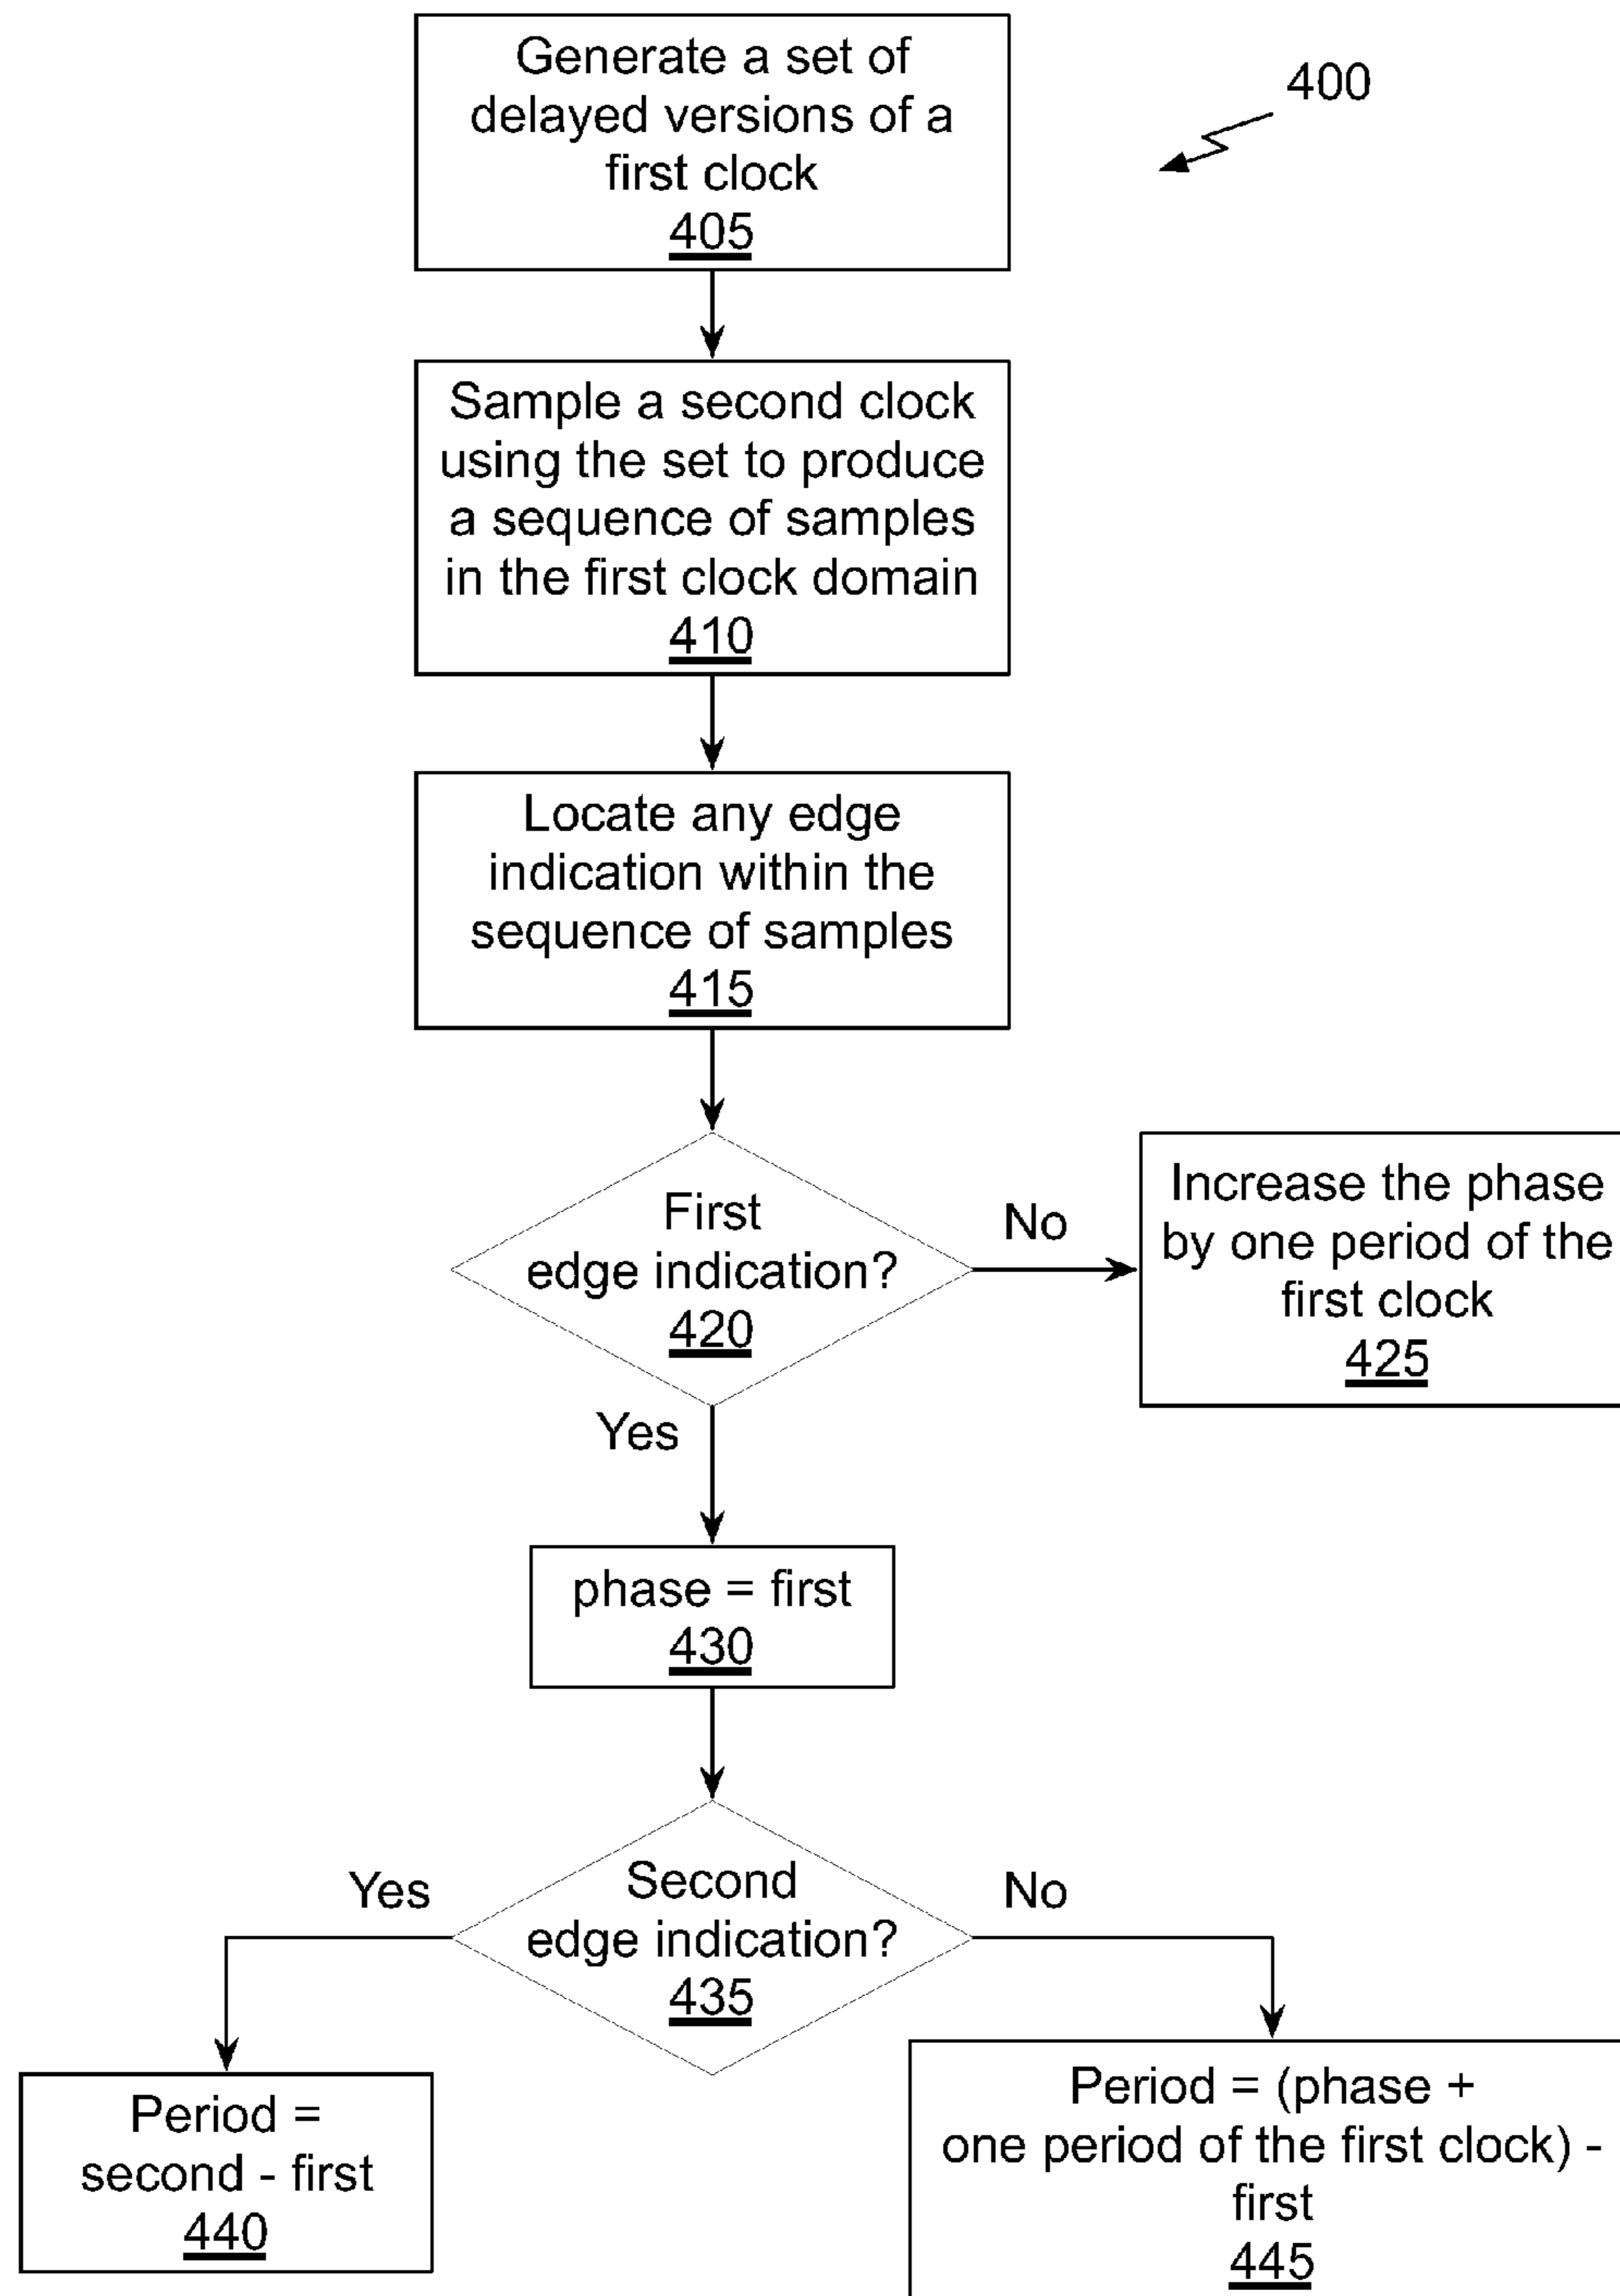 Generate a set of
delayed versions of a
first clock
405
400
Sample a second clock
using the set to produce
a sequence of samples
in the first clock domain
410
Locate any edge
indication within the
sequence of samples
415
First
edge indication?
420
No
Increase the phase
by one period of the
first clock
425
Yes
phase = first
430
Second
edge indication?
435
Yes
No
Period =
second - first
440
Period = (phase +
one period of the first clock) -
first
445